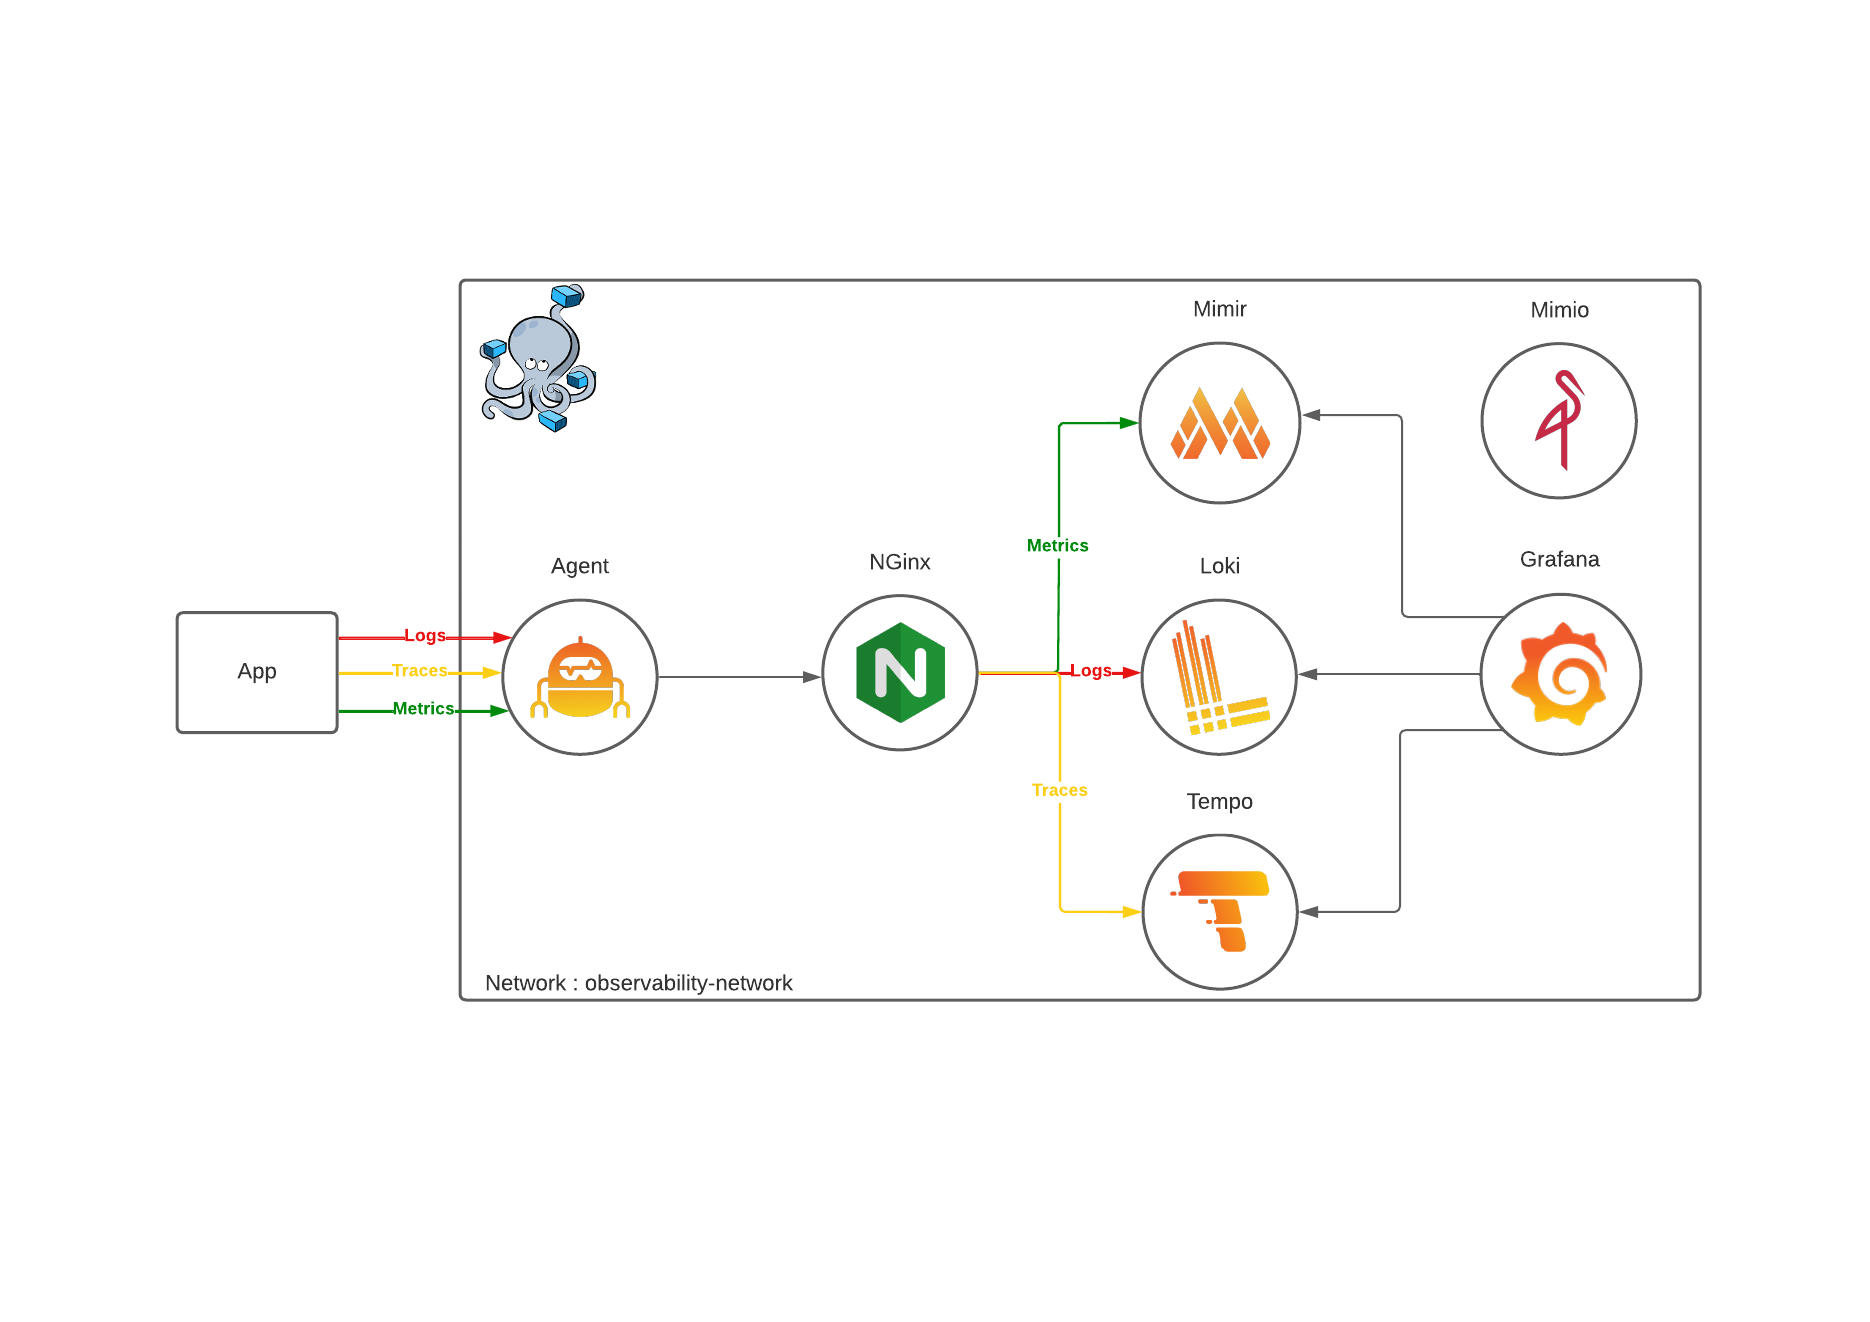 Mimir
Mimio
Metrics
Agent
NGinx
Loki
Grafana
App
Logs
Traces
Metrics
N
Logs
Traces
Tempo
Network : observability-network